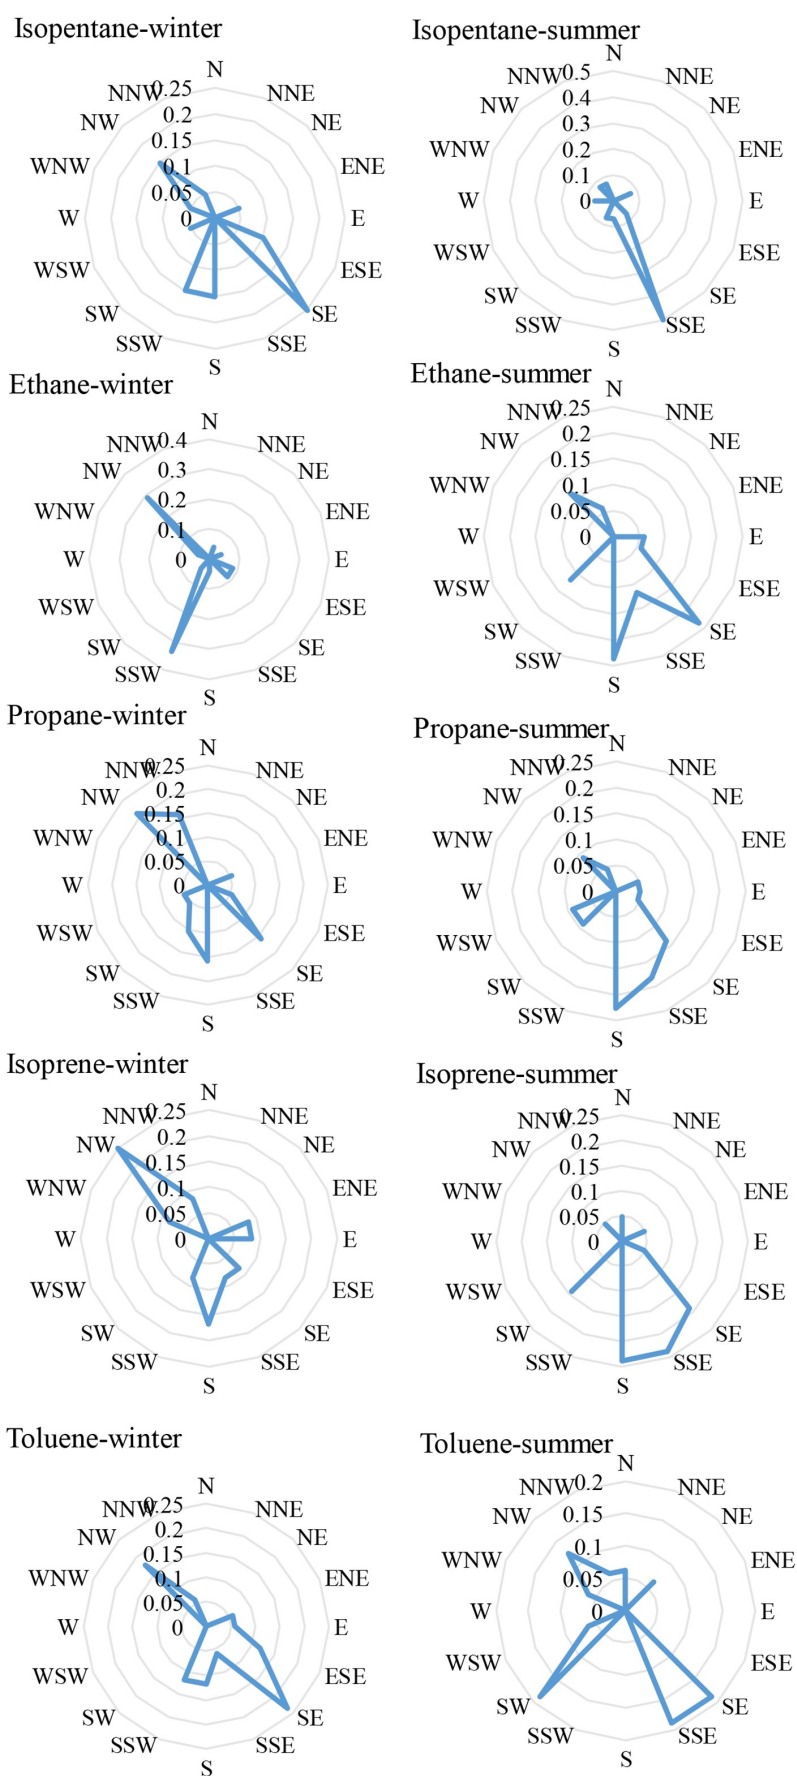 Isopentane-winter
N
NNW
0.25
NNE
NW
0.2
NE
0.15
WNW
0.1
ENE
0.05
W
0
E
WSW
ESE
SW
SE
SSW
SSE
S
Isopentane-summer
N
NNW
0.5
NNE
NW
0.4
NE
0.3
WNW
0.2
ENE
0.1
W
0
E
WSW
ESE
SW
SE
SSW
SSE
S
Ethane-winter
N
NNW
0.4
NNE
NW
0.3
NE
WNW
0.2
ENE
0.1
W
0
E
WSW
ESE
SW
SE
SSW
SSE
S
Ethane-summer
N
NNW
0.25
NNE
NW
0.2
NE
0.15
WNW
0.1
ENE
0.05
W
0
E
WSW
ESE
SW
SE
SSW
SSE
S
Propane-winter
N
NNW
0.25
NNE
NW
0.2
NE
0.15
WNW
0.1
ENE
0.05
W
0
E
WSW
ESE
SW
SE
SSW
SSE
S
Propane-summer
N
NNW
0.25
NNE
NW
0.2
NE
0.15
WNW
0.1
ENE
0.05
W
0
E
WSW
ESE
SW
SE
SSW
SSE
S
Isoprene-winter
N
NNW
0.25
NNE
NW
0.2
NE
0.15
WNW
0.1
ENE
0.05
W
0
E
WSW
ESE
SW
SE
SSW
SSE
S
Isoprene-summer
N
NNW
0.25
NNE
NW
0.2
NE
0.15
WNW
0.1
ENE
0.05
W
0
E
WSW
ESE
SW
SE
SSW
SSE
S
Toluene-winter
N
NNW
0.25
NNE
NW
0.2
NE
0.15
WNW
0.1
ENE
0.05
W
0
E
WSW
ESE
SW
SE
SSW
SSE
S
Toluene-summer
N
NNW
0.2
NNE
NW
0.15
NE
WNW
0.1
ENE
0.05
W
0
E
WSW
ESE
SW
SE
SSW
SSE
S